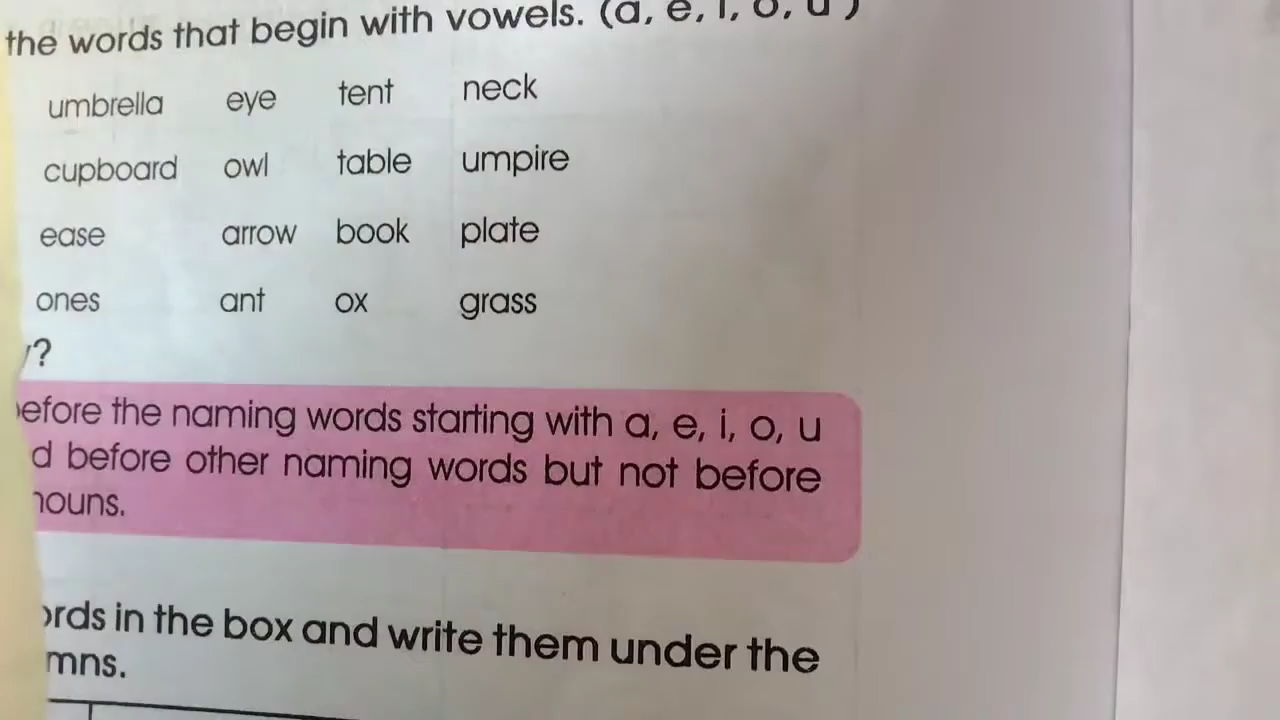 the words that begin with vowels. (a, e, i, o, u )
umbrella eye tent neck
cupboard owl table umpire
ease arrow book plate
ones ant ox grass
?
efore the naming words starting with a, e, i, o, u
d before other naming words but not before
nouns.
ords in the box and write them under the
mns.